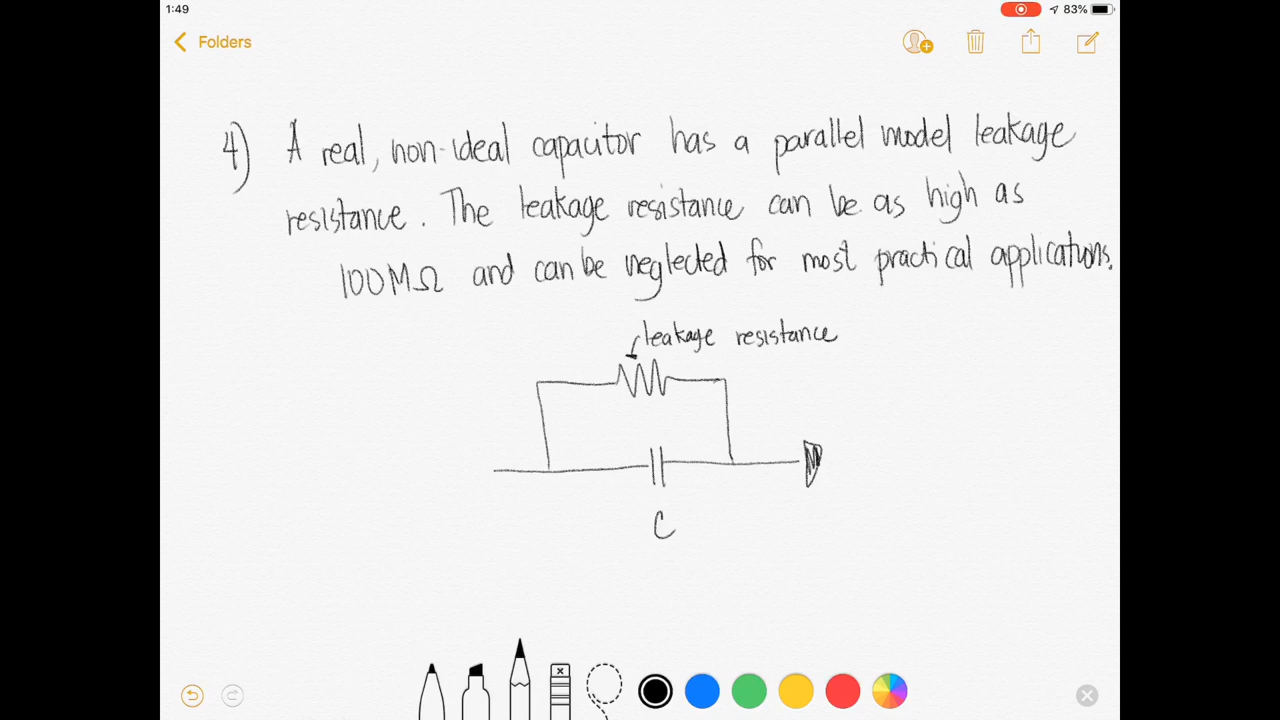 1:49
83%
Folders
4) A real, non-ideal capacitor has a parallel model leakage
resistance. The leakage resistance can be as high as
100MΩ and can be neglected for most practical applications.
leakage resistance
C